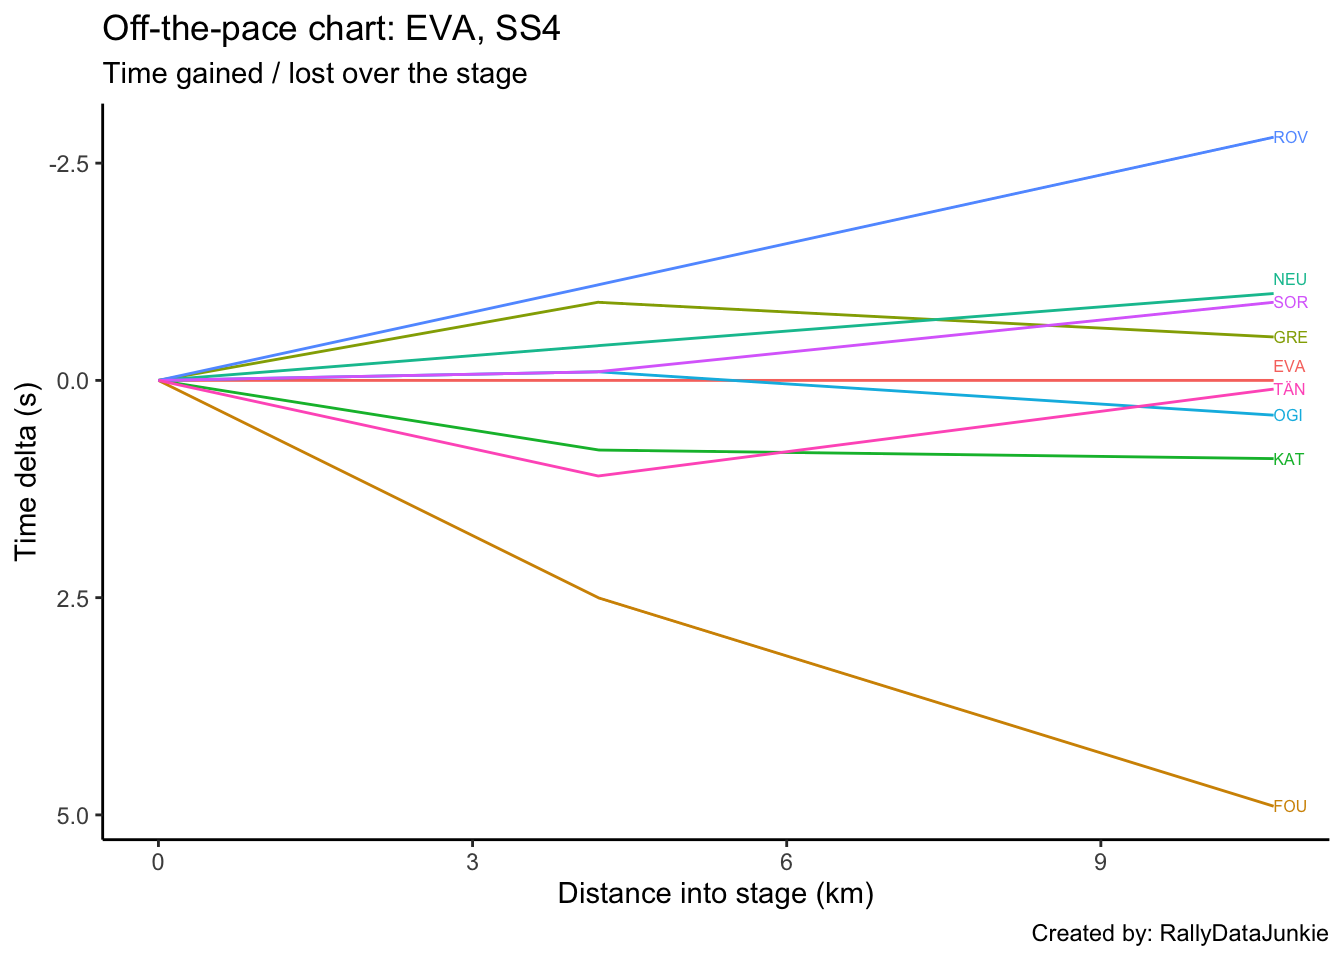 Off-the-pace chart: EVA, SS4
Time gained / lost over the stage
-2.5
0.0
2.5
5.0
Time delta (s)
ROV
NEU
SOR
GRE
EVA
TÄN
OGI
KAT
FOU
0
3
6
9
Distance into stage (km)
Created by: RallyDataJunkie